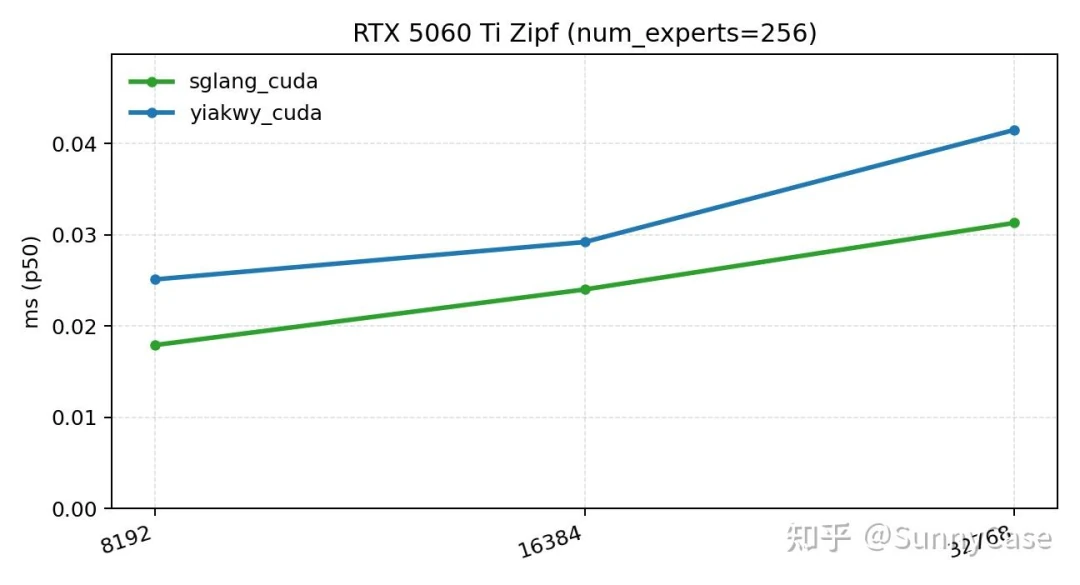 RTX 5060 Ti Zipf (num_experts=256)
sglang_cuda
yiakwy_cuda
ms (p50)
0.04
0.03
0.02
0.01
0.00
8192
16384
32768
知乎 @SunnyCase